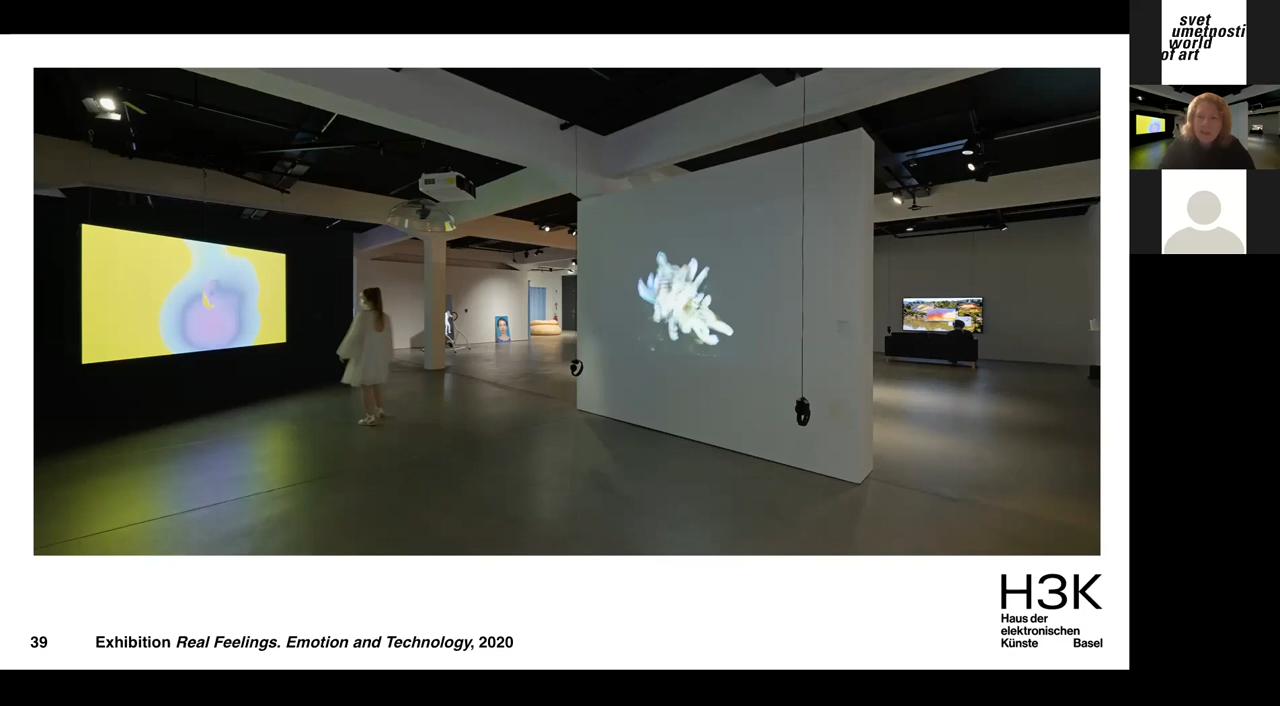 svet
umetnosti
world
of art
H3K
Haus der
elektronischen
Künste Basel
39 Exhibition Real Feelings. Emotion and Technology, 2020